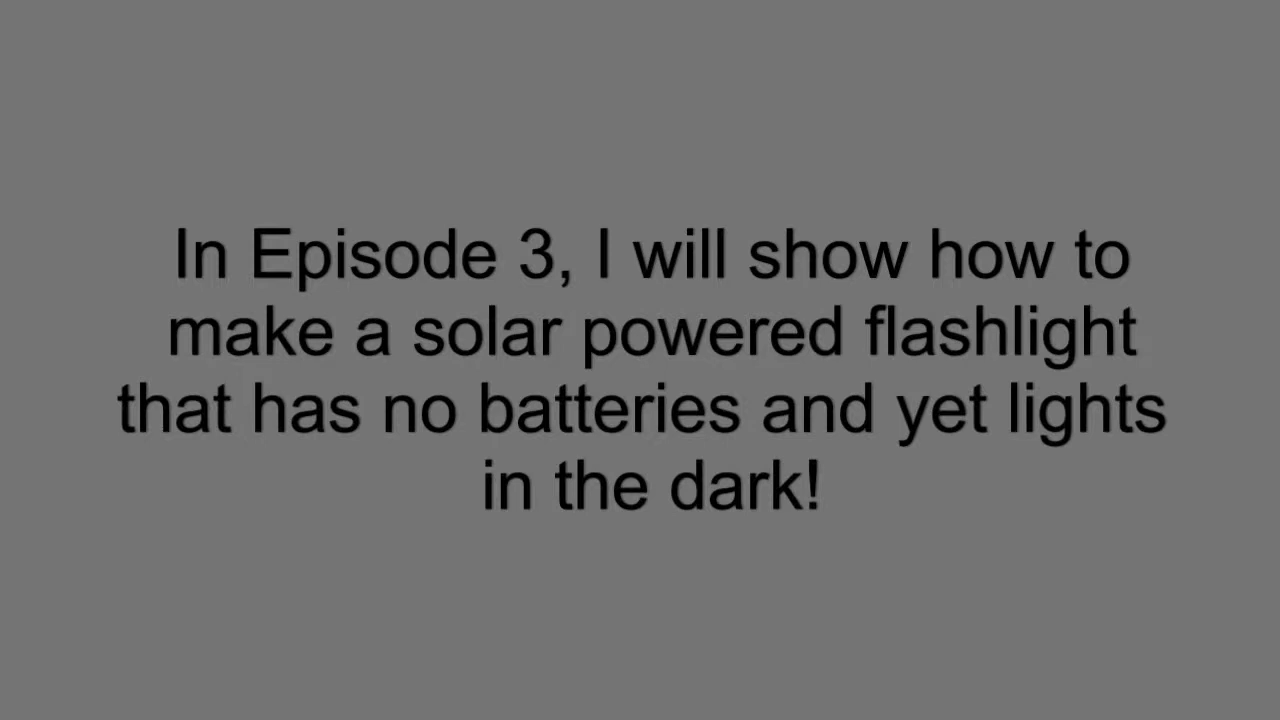 In Episode 3, I will show how to
make a solar powered flashlight
that has no batteries and yet lights
in the dark!